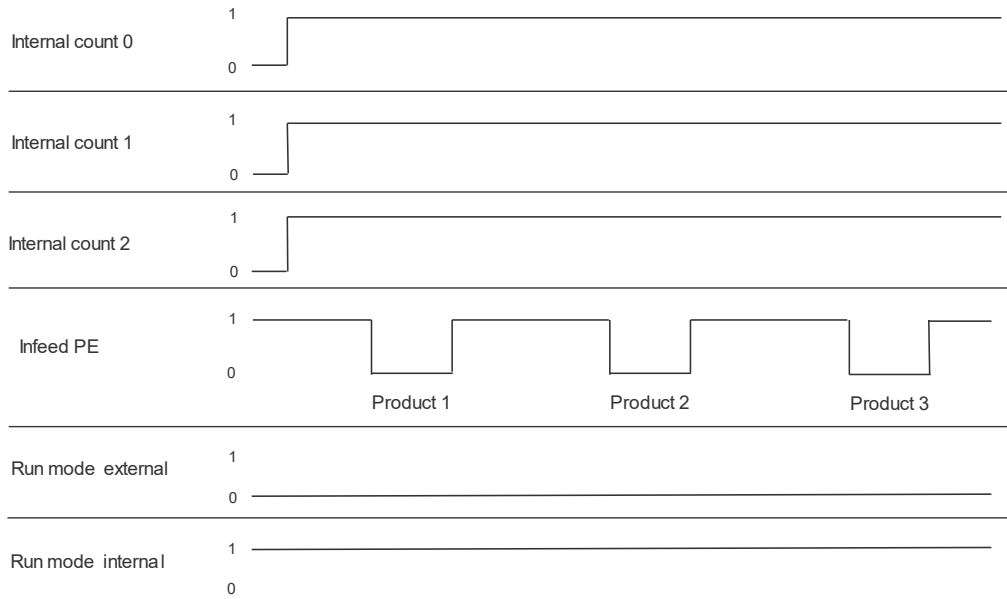 1
Internal count 0
0
1
Internal count 1
0
1
Internal count 2
0
1
Infeed PE
0
Product 1 Product 2 Product 3
1
Run mode external
0
1
Run mode internal
0